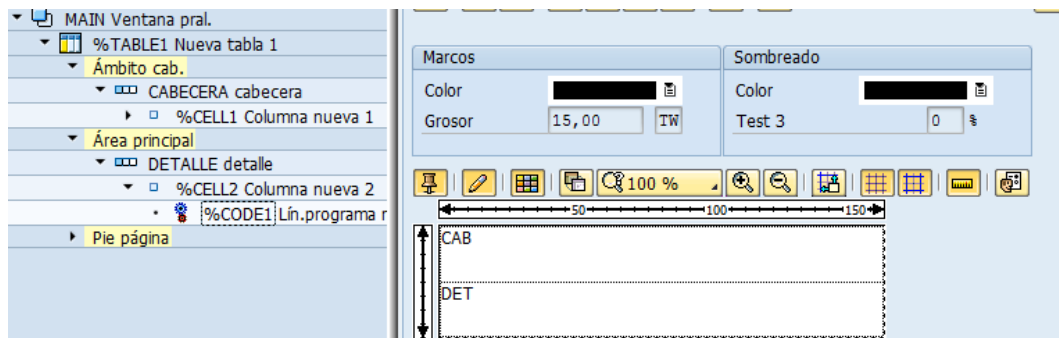 MAIN Ventana pral.
%TABLE1 Nueva tabla 1
Ámbito cab.
CABECERA cabecera
%CELL1 Columna nueva 1
Área principal
DETALLE detalle
%CELL2 Columna nueva 2
%CODE1 Lín.programa r
Pie página
Marcos
Color
Grosor 15,00 TW
Sombreado
Color
Test 3 0 %
100 %
50 100 150
CAB
DET